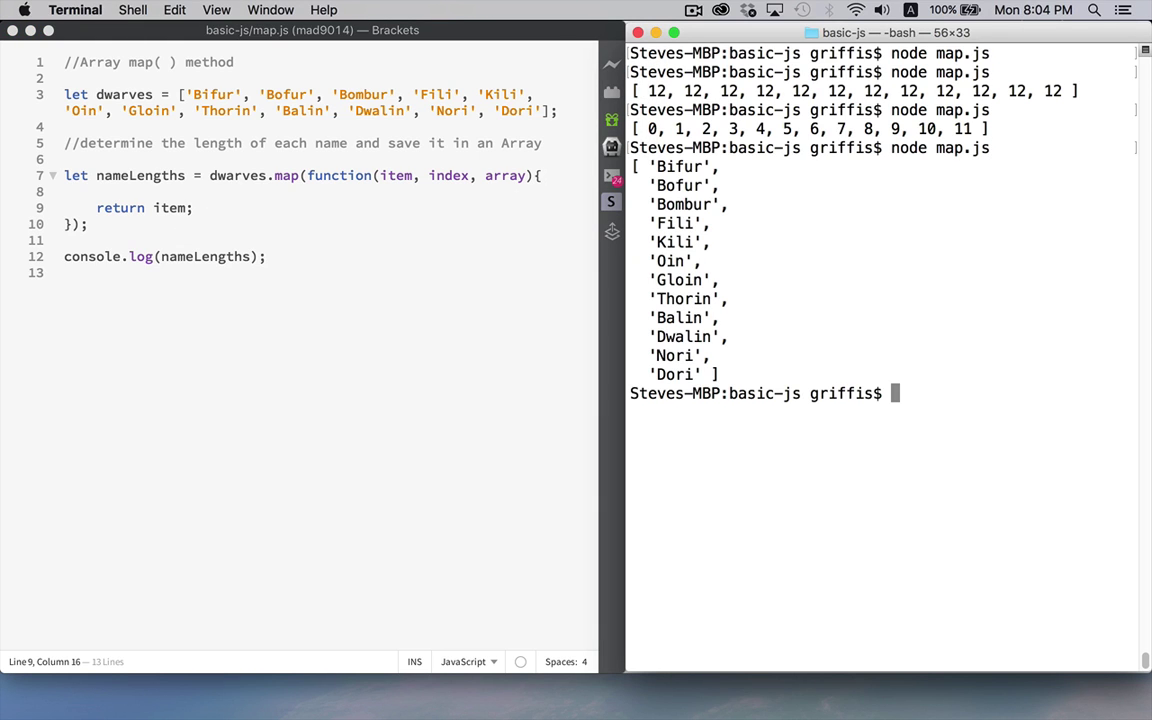 Terminal Shell Edit View Window Help A 100% Mon 8:04 PM
basic-js/map.js (mad9014) — Brackets
1 //Array map( ) method
2
3 let dwarves = ['Bifur', 'Bofur', 'Bombur', 'Fili', 'Kili',
'Oin', 'Gloin', 'Thorin', 'Balin', 'Dwalin', 'Nori', 'Dori'];
4
5 //determine the length of each name and save it in an Array
6
7 let nameLengths = dwarves.map(function(item, index, array){
8
9 return item;
10 });
11
12 console.log(nameLengths);
13
Line 9, Column 16 — 13 Lines
INS JavaScript Spaces: 4
24
S
basic-js — -bash — 56×33
[Steves-MBP:basic-js griffis$ node map.js ]
[Steves-MBP:basic-js griffis$ node map.js ]
[ 12, 12, 12, 12, 12, 12, 12, 12, 12, 12, 12, 12 ]
[Steves-MBP:basic-js griffis$ node map.js ]
[ 0, 1, 2, 3, 4, 5, 6, 7, 8, 9, 10, 11 ]
[Steves-MBP:basic-js griffis$ node map.js ]
[ 'Bifur',
'Bofur',
'Bombur',
'Fili',
'Kili',
'Oin',
'Gloin',
'Thorin',
'Balin',
'Dwalin',
'Nori',
'Dori' ]
Steves-MBP:basic-js griffis$